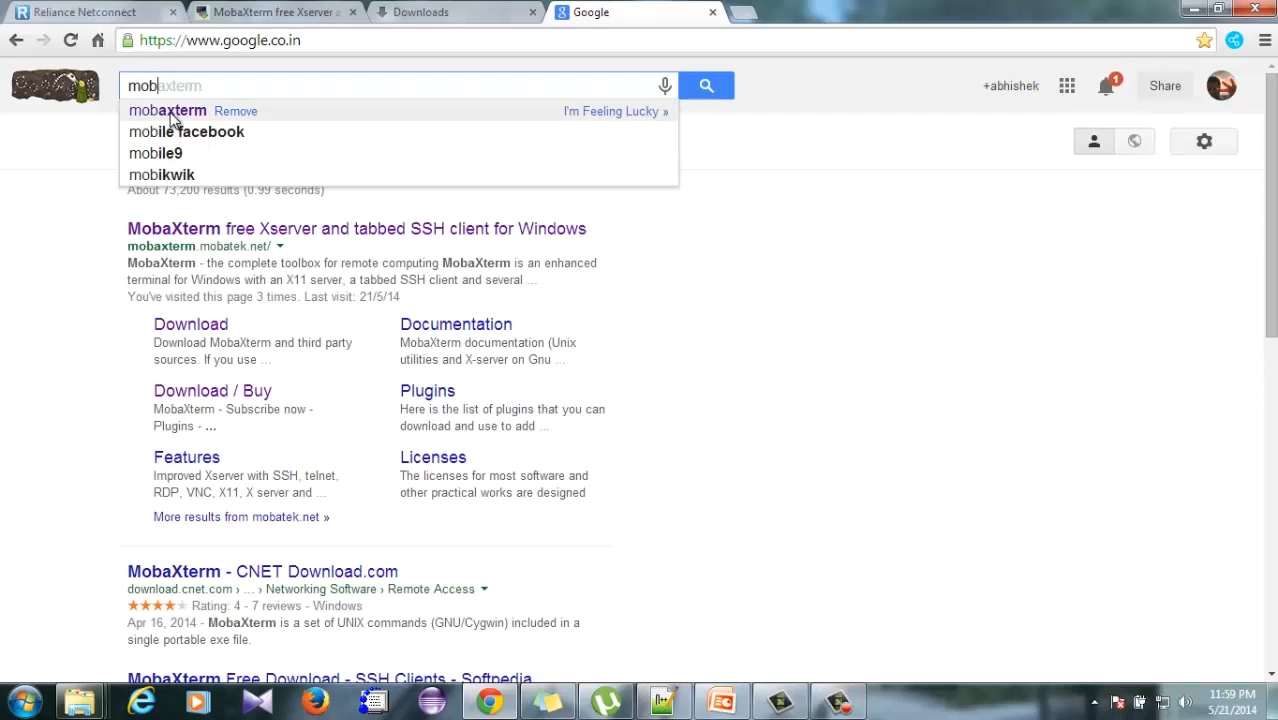 Reliance Netconnect
MobaXterm free Xserver a
Downloads
Google
https://www.google.co.in
mobaxterm
+abhishek
1
Share
mobaxterm Remove I'm Feeling Lucky »
mobile facebook
mobile9
mobikwik
About 73,200 results (0.99 seconds)
MobaXterm free Xserver and tabbed SSH client for Windows
mobaxterm.mobatek.net/
MobaXterm - the complete toolbox for remote computing MobaXterm is an enhanced
terminal for Windows with an X11 server, a tabbed SSH client and several ...
You've visited this page 3 times. Last visit: 21/5/14
Download
Download MobaXterm and third party
sources. If you use ...
Documentation
MobaXterm documentation (Unix
utilities and X-server on Gnu ...
Download / Buy
MobaXterm - Subscribe now -
Plugins - ...
Plugins
Here is the list of plugins that you can
download and use to add ...
Features
Improved Xserver with SSH, telnet,
RDP, VNC, X11, X server and ...
Licenses
The licenses for most software and
other practical works are designed
More results from mobatek.net »
MobaXterm - CNET Download.com
download.cnet.com › ... › Networking Software › Remote Access
Rating: 4 - 7 reviews - Windows
Apr 16, 2014 - MobaXterm is a set of UNIX commands (GNU/Cygwin) included in a
single portable exe file.
MobaXterm Free Download - SSH Clients - Softpedia
11:59 PM
5/21/2014